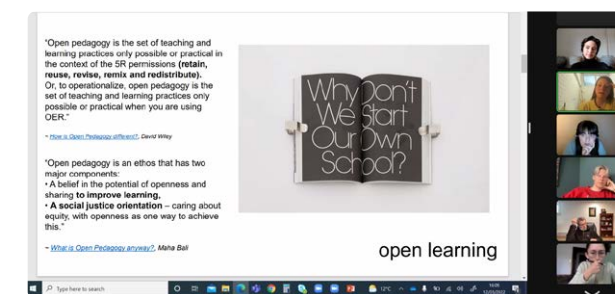 "Open pedagogy is the set of teaching and
learning practices only possible or practical in
the context of the 5R permissions (retain,
reuse, revise, remix and redistribute).
Or, to operationalize, open pedagogy is the
set of teaching and learning practices only
possible or practical when you are using
OER."
~ How is Open Pedagogy different?, David Wiley
"Open pedagogy is an ethos that has two
major components:
• A belief in the potential of openness and
sharing to improve learning,
• A social justice orientation – caring about
equity, with openness as one way to achieve
this."
~ What is Open Pedagogy anyway?, Maha Bali
Why Don't
We Start
Our Own
School?
open learning
Type here to search
12°C